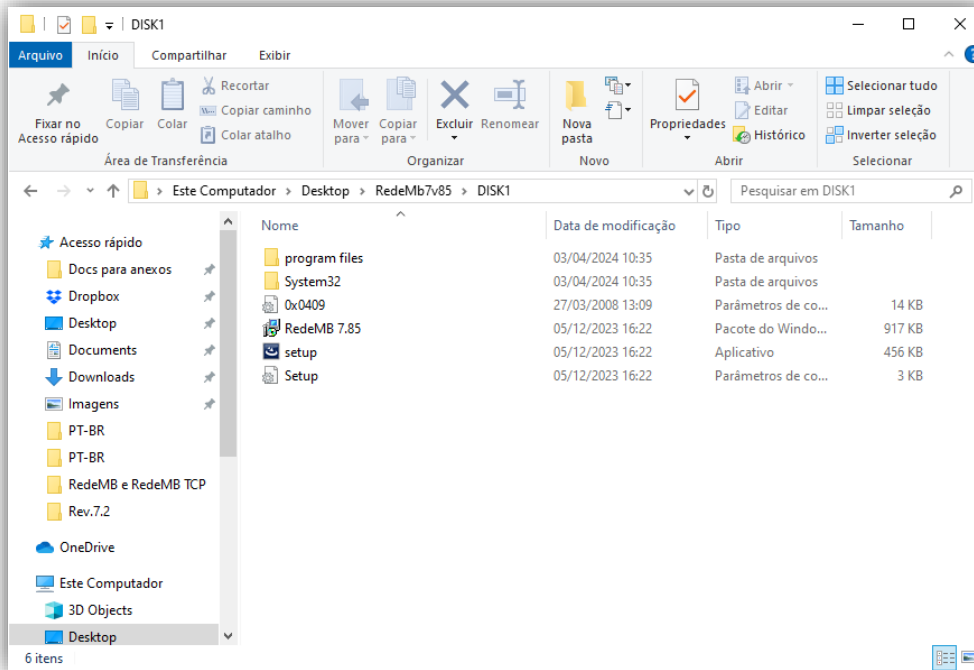 DISK1
Arquivo Início Compartilhar Exibir
Fixar no Acesso rápido
Copiar
Colar
Recortar
Copiar caminho
Colar atalho
Área de Transferência
Mover para
Copiar para
Excluir
Renomear
Organizar
Nova pasta
Novo
Propriedades
Abrir
Editar
Histórico
Abrir
Selecionar tudo
Limpar seleção
Inverter seleção
Selecionar
Este Computador > Desktop > RedeMb7v85 > DISK1
Pesquisar em DISK1
Acesso rápido
Docs para anexos
Dropbox
Desktop
Documents
Downloads
Imagens
PT-BR
PT-BR
RedeMB e RedeMB TCP
Rev.7.2
OneDrive
Este Computador
3D Objects
Desktop
Nome Data de modificação Tipo Tamanho
program files 03/04/2024 10:35 Pasta de arquivos
System32 03/04/2024 10:35 Pasta de arquivos
0x0409 27/03/2008 13:09 Parâmetros de co... 14 KB
RedeMB 7.85 05/12/2023 16:22 Pacote do Windo... 917 KB
setup 05/12/2023 16:22 Aplicativo 456 KB
Setup 05/12/2023 16:22 Parâmetros de co... 3 KB
6 itens